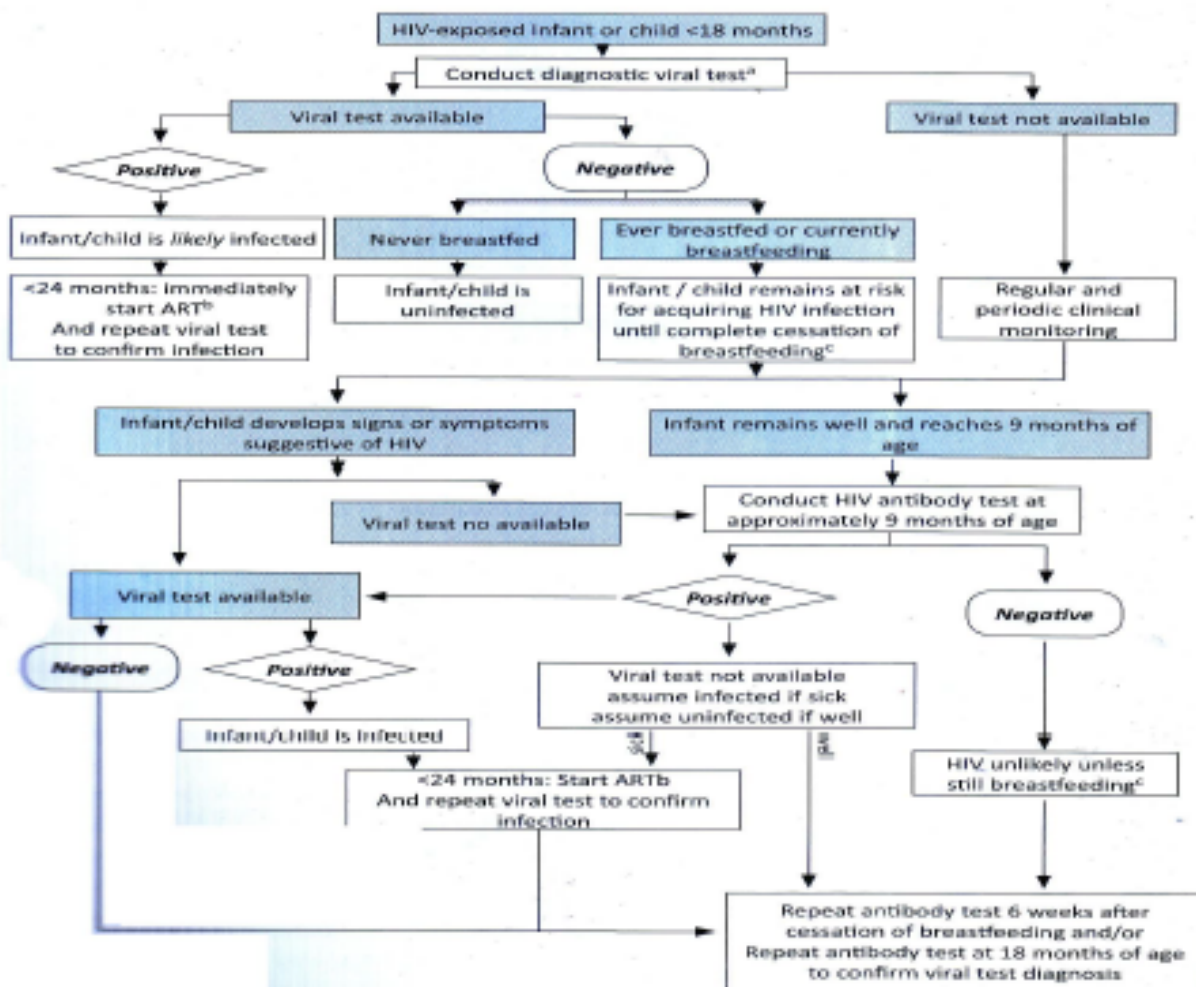 HIV-exposed Infant or child <18 months
Conduct diagnostic viral testᵃ
Viral test available
Viral test not available
Positive
Negative
Infant/child is likely infected
Never breastfed
Ever breastfed or currently
breastfeeding
<24 months: immediately
start ARTᵇ
And repeat viral test
to confirm infection
Infant/child is
uninfected
Infant / child remains at risk
for acquiring HIV infection
until complete cessation of
breastfeedingᶜ
Regular and
periodic clinical
monitoring
Infant/child develops signs or symptoms
suggestive of HIV
Infant remains well and reaches 9 months of
age
Viral test no available
Conduct HIV antibody test at
approximately 9 months of age
Viral test available
Positive
Negative
Negative
Positive
Viral test not available
assume infected if sick
assume uninfected if well
Infant/child is infected
sick
well
HIV unlikely unless
still breastfeedingᶜ
<24 months: Start ARTb
And repeat viral test to confirm
infection
Repeat antibody test 6 weeks after
cessation of breastfeeding and/or
Repeat antibody test at 18 months of age
to confirm viral test diagnosis